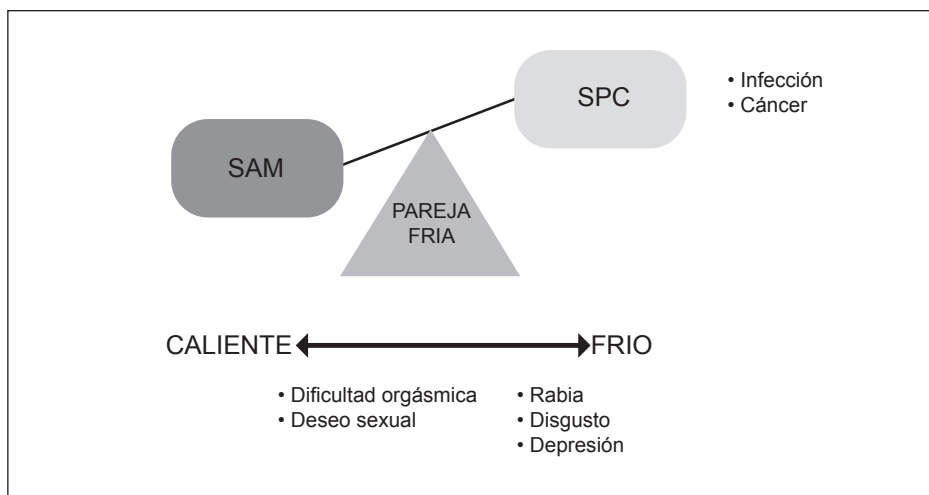 SPC
• Infección
• Cáncer
SAM
PAREJA
FRIA
CALIENTE
FRIO
• Dificultad orgásmica
• Deseo sexual
• Rabia
• Disgusto
• Depresión